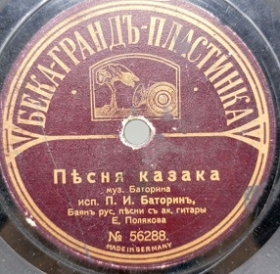 БЕКА-ГРАНДЪ-ПЛАСТИНКА
Пѣсня казака
муз. Баторина
исп. П. И. Баторинъ,
Баян рус. пѣсни съ ак. гитары
Е. Полякова
№ 56288.
MADE IN GERMANY